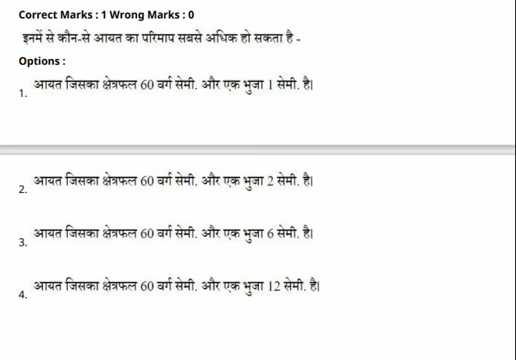 Correct Marks : 1 Wrong Marks : 0
इनमें से कौन-से आयत का परिमाप सबसे अधिक हो सकता है -
Options :
1. आयत जिसका क्षेत्रफल 60 वर्ग सेमी. और एक भुजा 1 सेमी. है।
2. आयत जिसका क्षेत्रफल 60 वर्ग सेमी. और एक भुजा 2 सेमी. है।
3. आयत जिसका क्षेत्रफल 60 वर्ग सेमी. और एक भुजा 6 सेमी. है।
4. आयत जिसका क्षेत्रफल 60 वर्ग सेमी. और एक भुजा 12 सेमी. है।